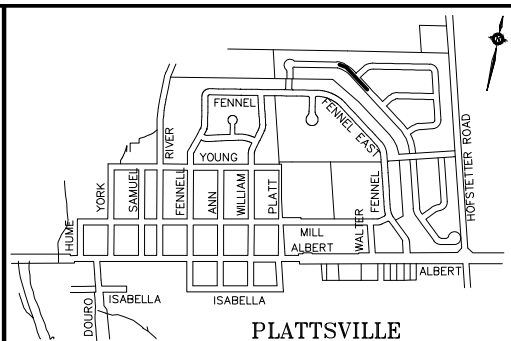 FENNEL
FENNEL EAST
HOFSTETTER ROAD
RIVER
YOUNG
YORK
SAMUEL
FENNELL
ANN
WILLIAM
PLATT
FENNEL
HUME
MILL
WALTER
ALBERT
ALBERT
ISABELLA
ISABELLA
DOURO
PLATTSVILLE